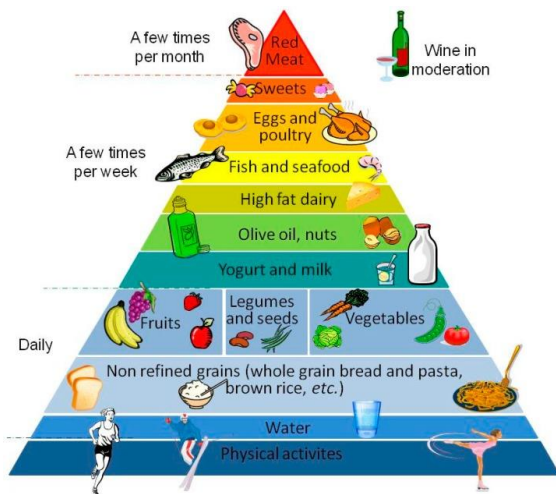 A few times
per month
Red
Meat
Wine in
moderation
Sweets
Eggs and
poultry
A few times
per week
Fish and seafood
High fat dairy
Olive oil, nuts
Yogurt and milk
Fruits
Legumes
and seeds
Vegetables
Daily
Non refined grains (whole grain bread and pasta,
brown rice, etc.)
Water
Physical activites